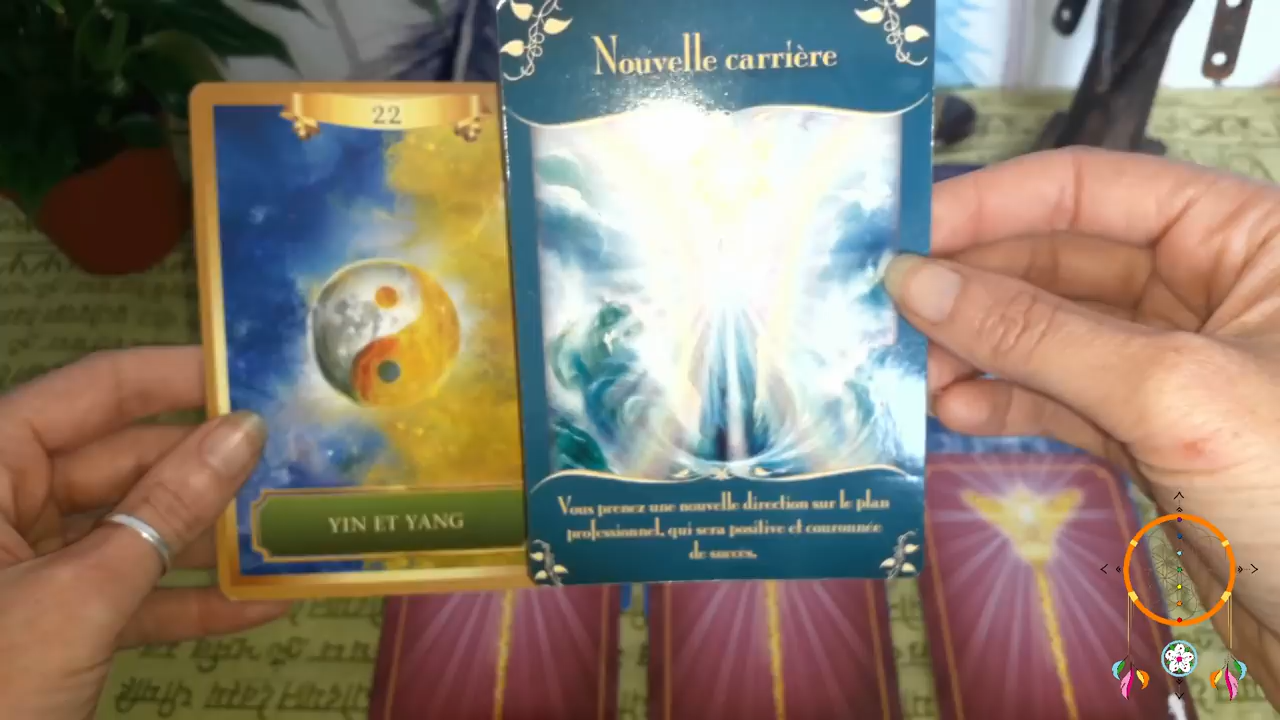 22
YIN ET YANG
Nouvelle carrière
Vous prenez une nouvelle direction sur le plan
professionnel, qui sera positive et couronnée
de succès.